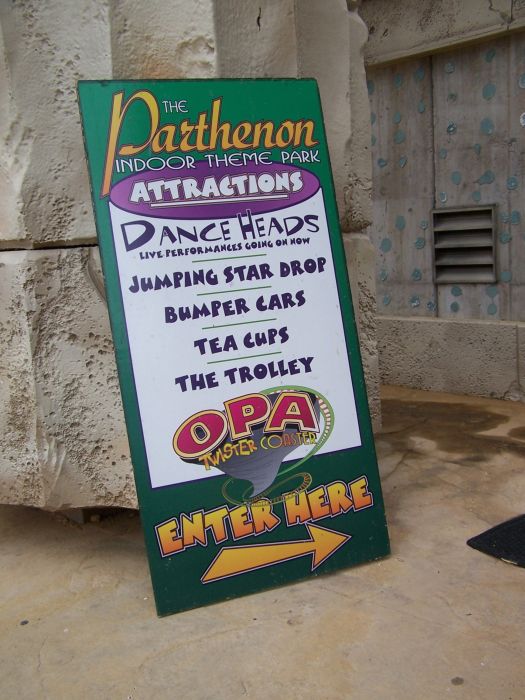 THE
Parthenon
INDOOR THEME PARK
ATTRACTIONS
DANCE HEADS
LIVE PERFORMANCES GOING ON NOW
JUMPING STAR DROP
BUMPER CARS
TEA CUPS
THE TROLLEY
OPA
TWISTER COASTER
ENTER HERE